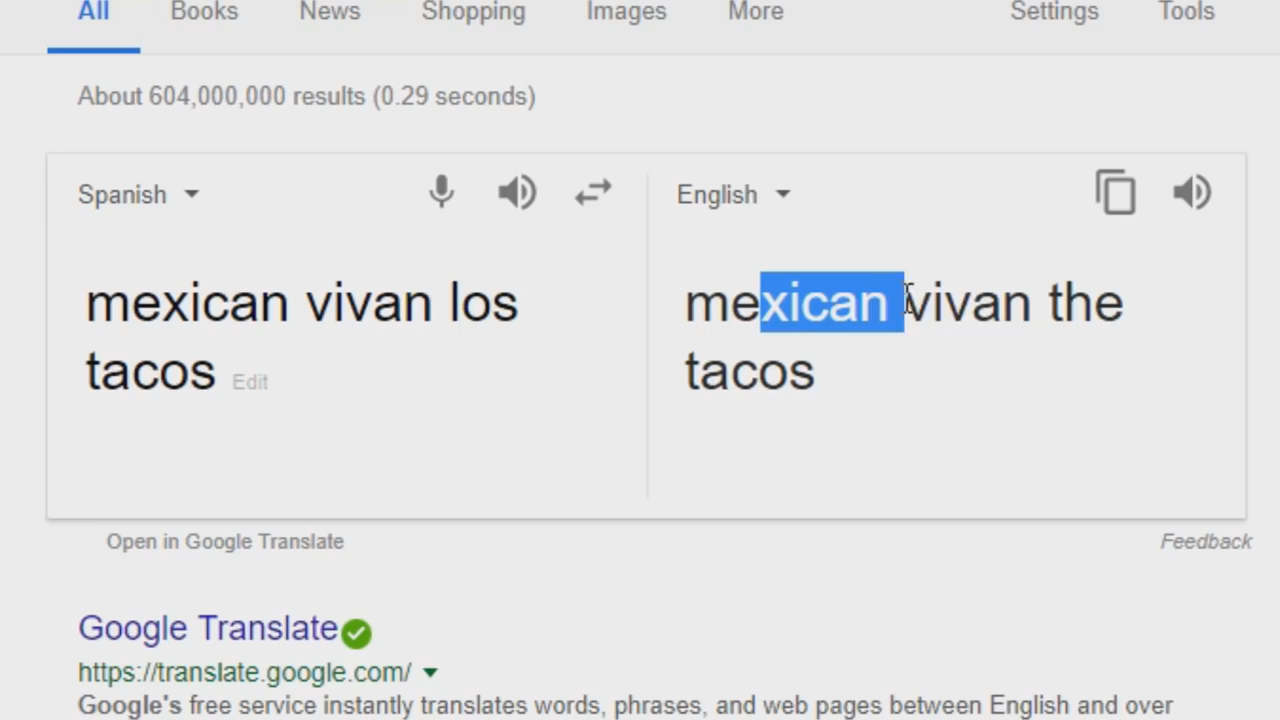 All Books News Shopping Images More Settings Tools
About 604,000,000 results (0.29 seconds)
Spanish English
mexican vivan los
tacos Edit
mexican vivan the
tacos
Open in Google Translate Feedback
Google Translate
https://translate.google.com/
Google's free service instantly translates words, phrases, and web pages between English and over